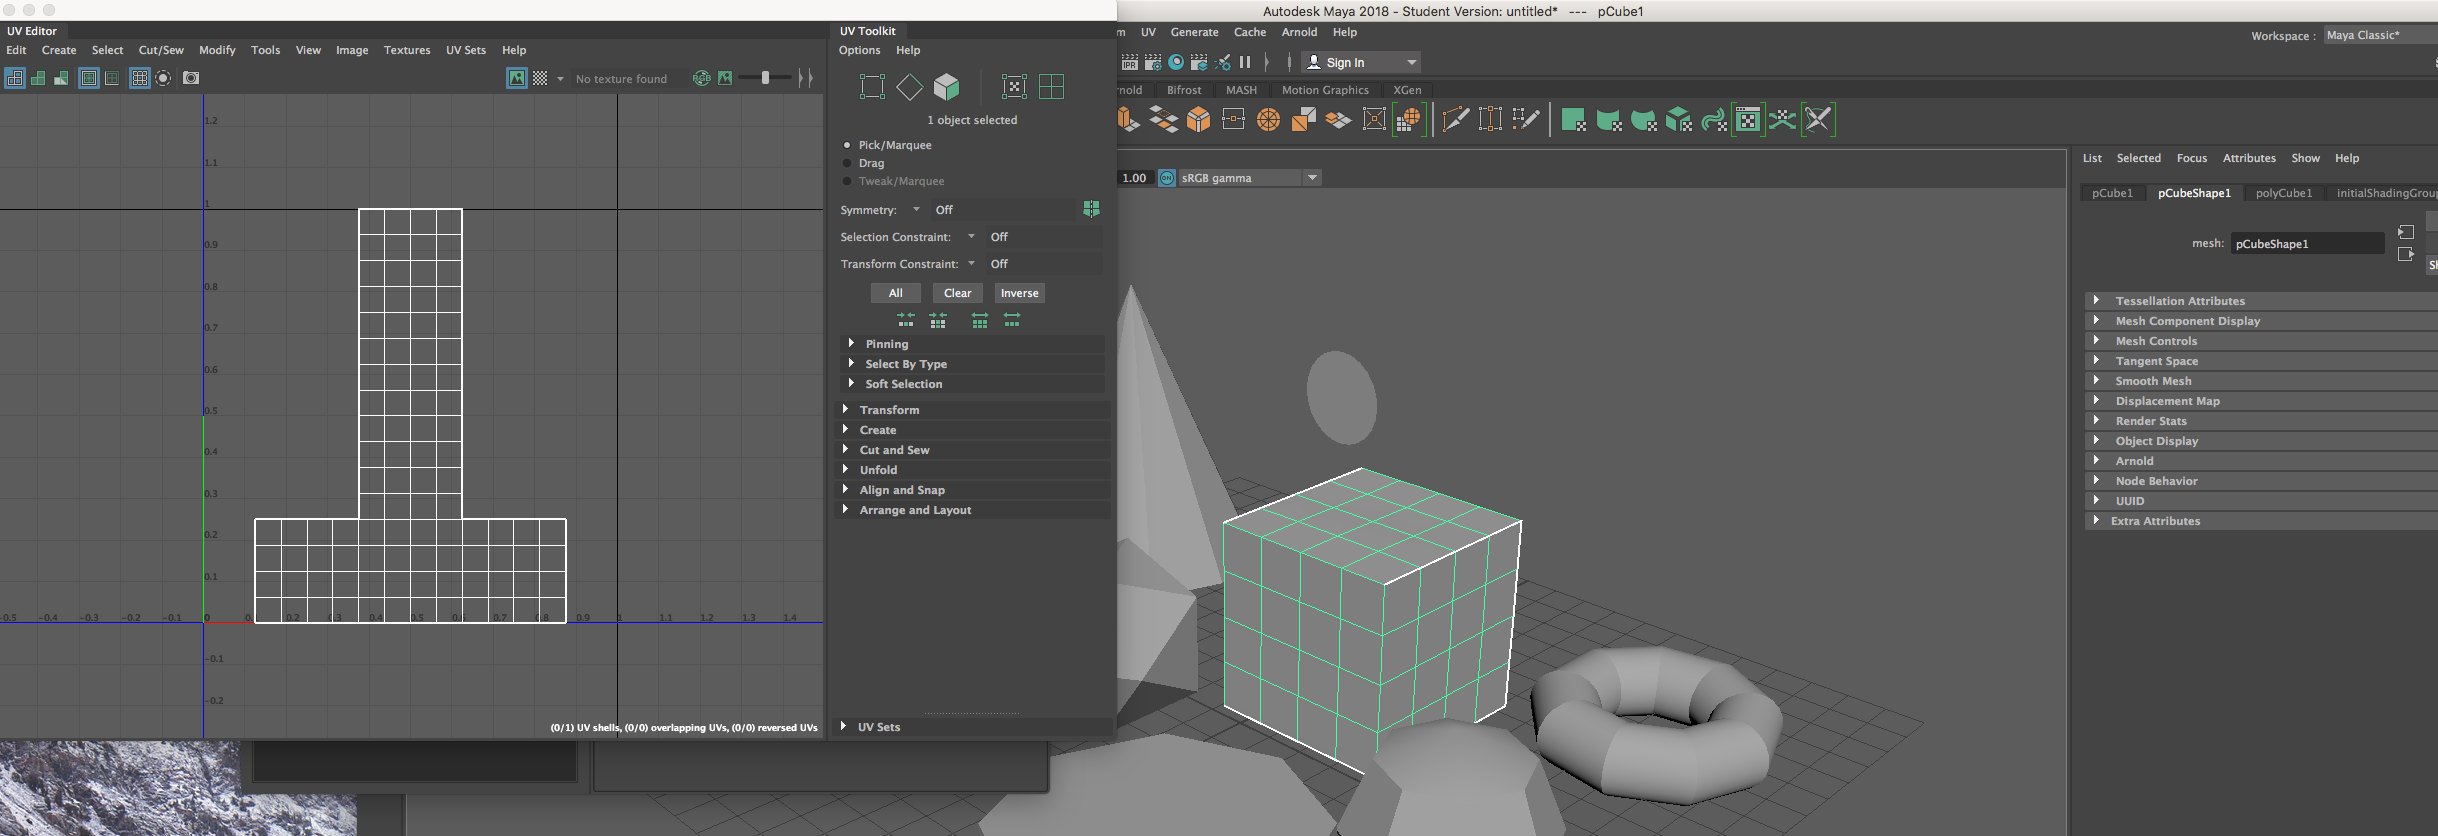 Autodesk Maya 2018 - Student Version: untitled* --- pCube1
UV Editor
UV Toolkit
m UV Generate Cache Arnold Help
Workspace : Maya Classic*
Edit Create Select Cut/Sew Modify Tools View Image Textures UV Sets Help
Options Help
IPR
Sign In
No texture found
RGB
nold Bifrost MASH Motion Graphics XGen
1 object selected
Pick/Marquee
Drag
Tweak/Marquee
Symmetry: Off
Selection Constraint: Off
Transform Constraint: Off
All Clear Inverse
Pinning
Select By Type
Soft Selection
Transform
Create
Cut and Sew
Unfold
Align and Snap
Arrange and Layout
UV Sets
1.2
1.1
1
0.9
0.8
0.7
0.6
0.5
0.4
0.3
0.2
0.1
-0.5 -0.4 -0.3 -0.2 -0.1 0 0.1 0.2 0.3 0.4 0.5 0.6 0.7 0.8 0.9 1 1.1 1.2 1.3 1.4
-0.1
-0.2
(0/1) UV shells, (0/0) overlapping UVs, (0/0) reversed UVs
1.00 ON sRGB gamma
List Selected Focus Attributes Show Help
pCube1 pCubeShape1 polyCube1 initialShadingGrou
mesh: pCubeShape1
Sh
Tessellation Attributes
Mesh Component Display
Mesh Controls
Tangent Space
Smooth Mesh
Displacement Map
Render Stats
Object Display
Arnold
Node Behavior
UUID
Extra Attributes